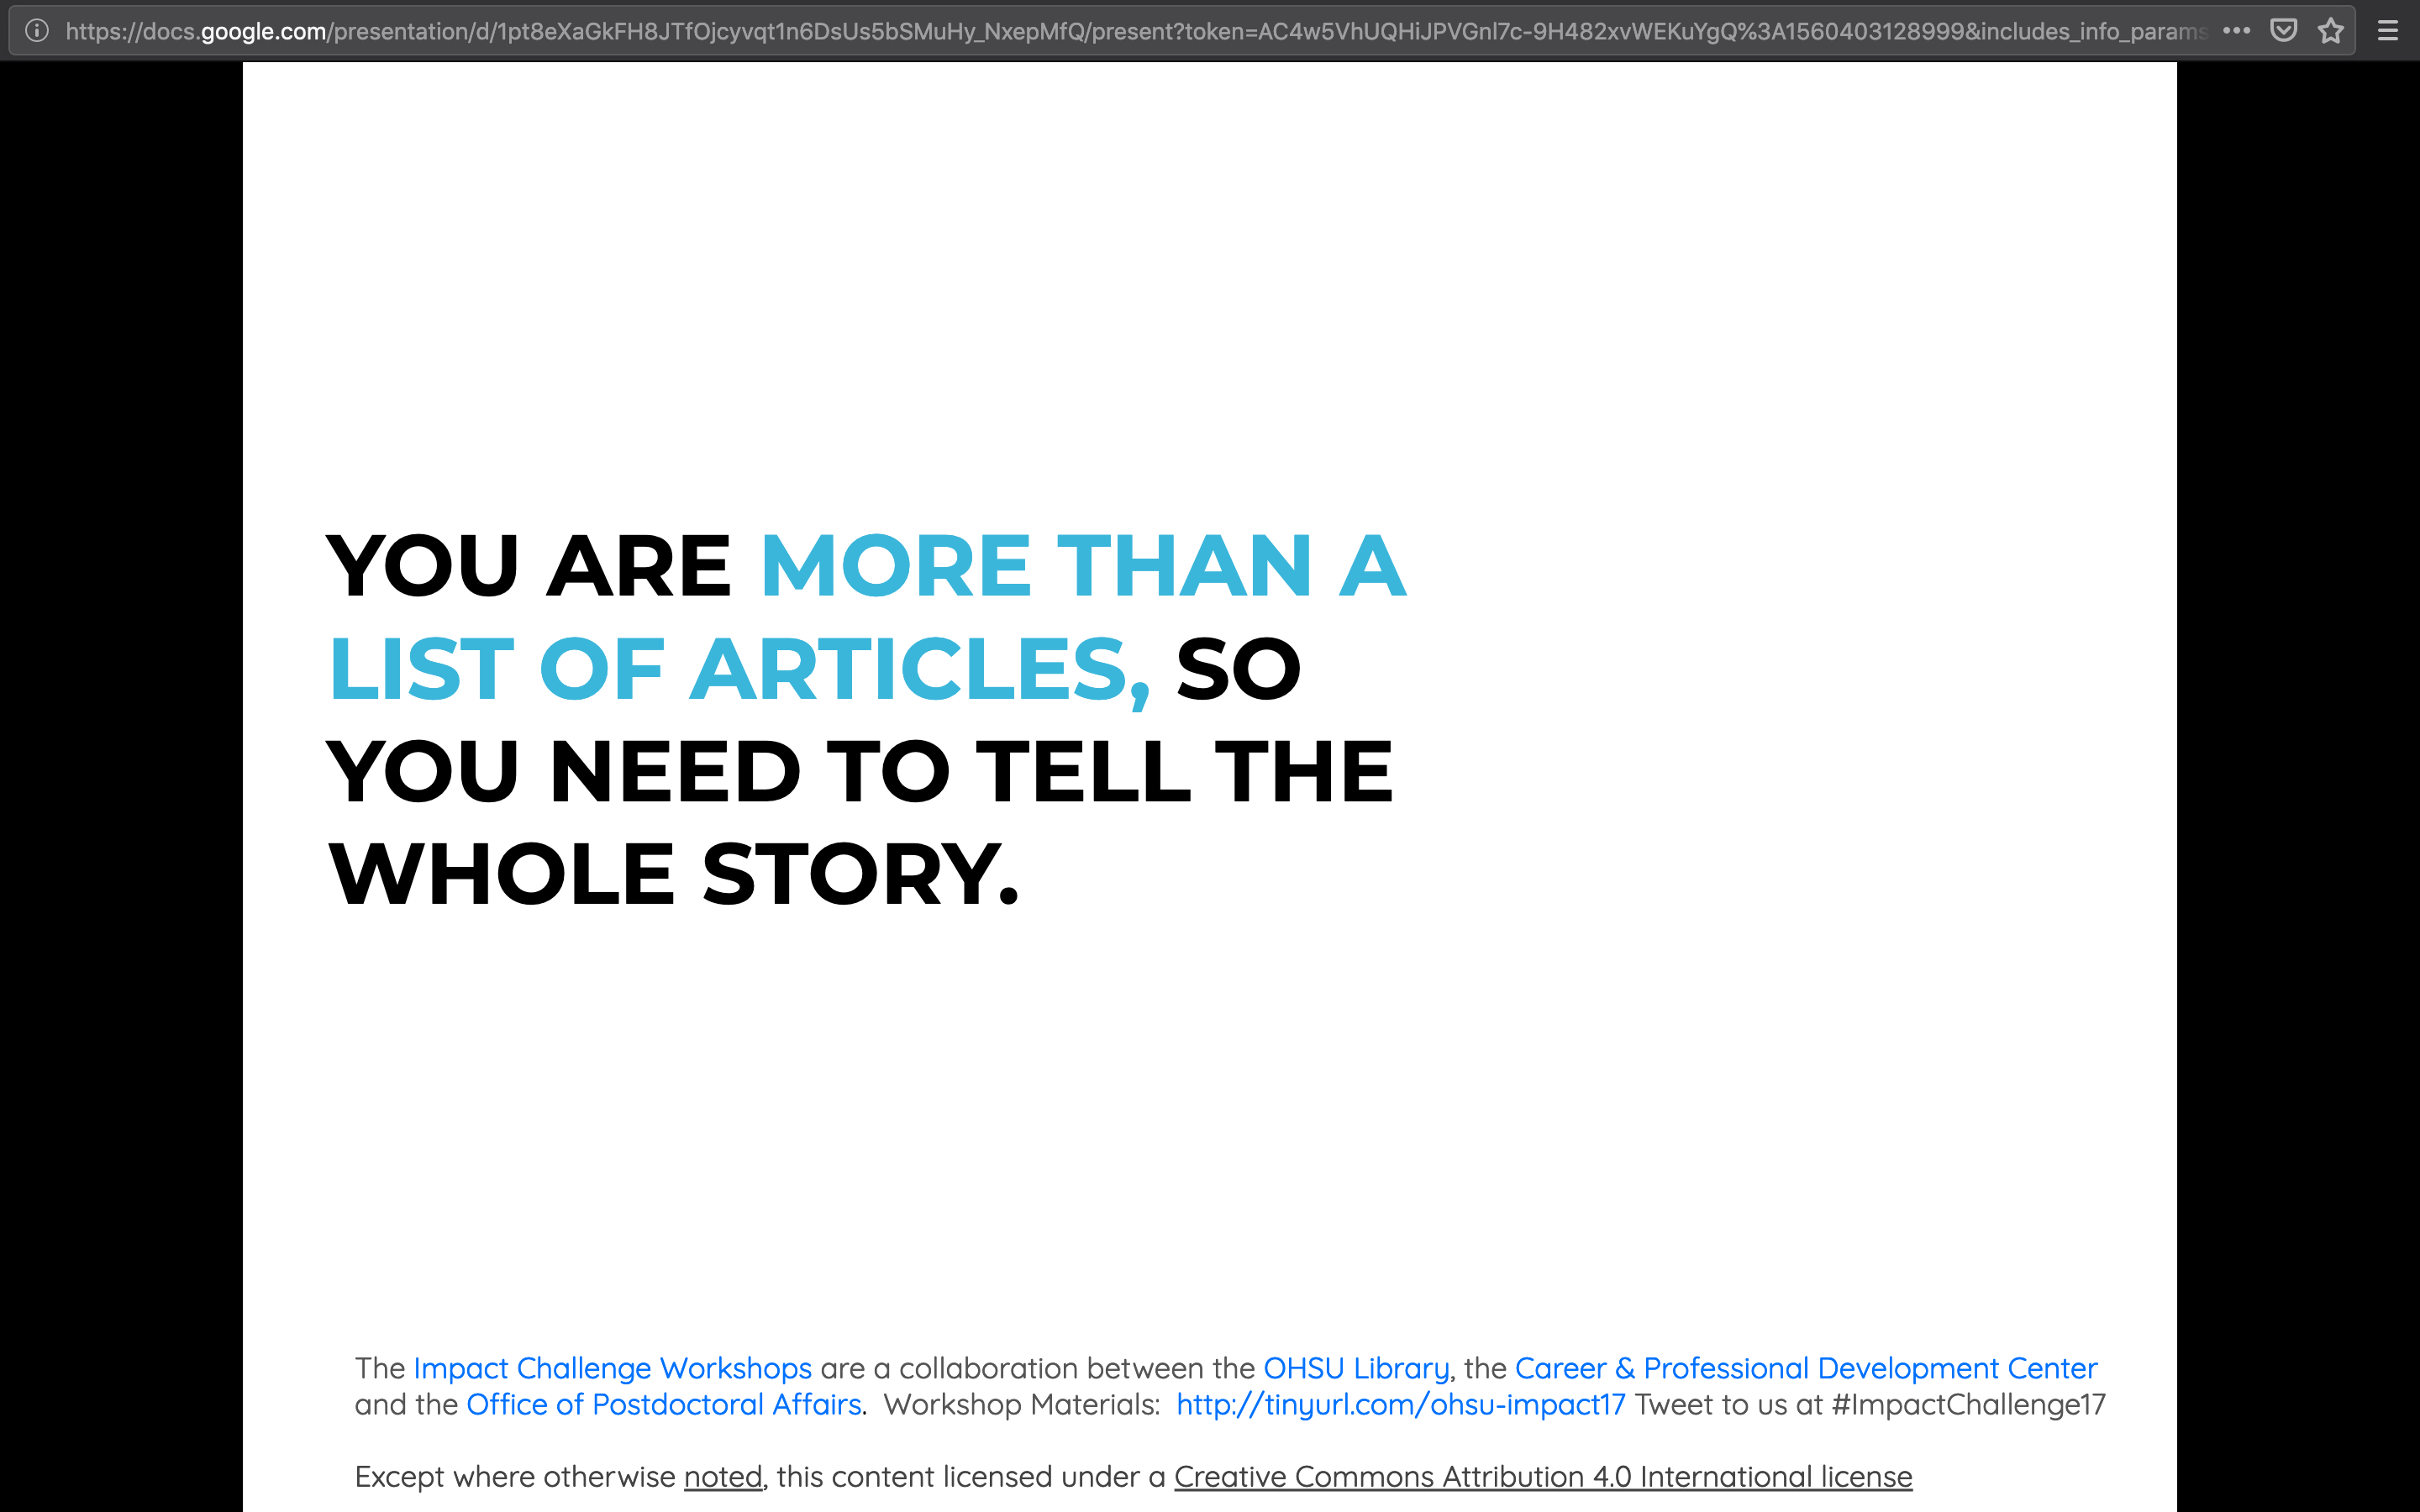 https://docs.google.com/presentation/d/1pt8eXaGkFH8JTfOjcyvqt1n6DsUs5bSMuHy_NxepMfQ/present?token=AC4w5VhUQHiJPVGnl7c-9H482xvWEKuYgQ%3A1560403128999&includes_info_params
YOU ARE MORE THAN A
LIST OF ARTICLES, SO
YOU NEED TO TELL THE
WHOLE STORY.
The Impact Challenge Workshops are a collaboration between the OHSU Library, the Career & Professional Development Center
and the Office of Postdoctoral Affairs.  Workshop Materials:  http://tinyurl.com/ohsu-impact17 Tweet to us at #ImpactChallenge17
Except where otherwise noted, this content licensed under a Creative Commons Attribution 4.0 International license